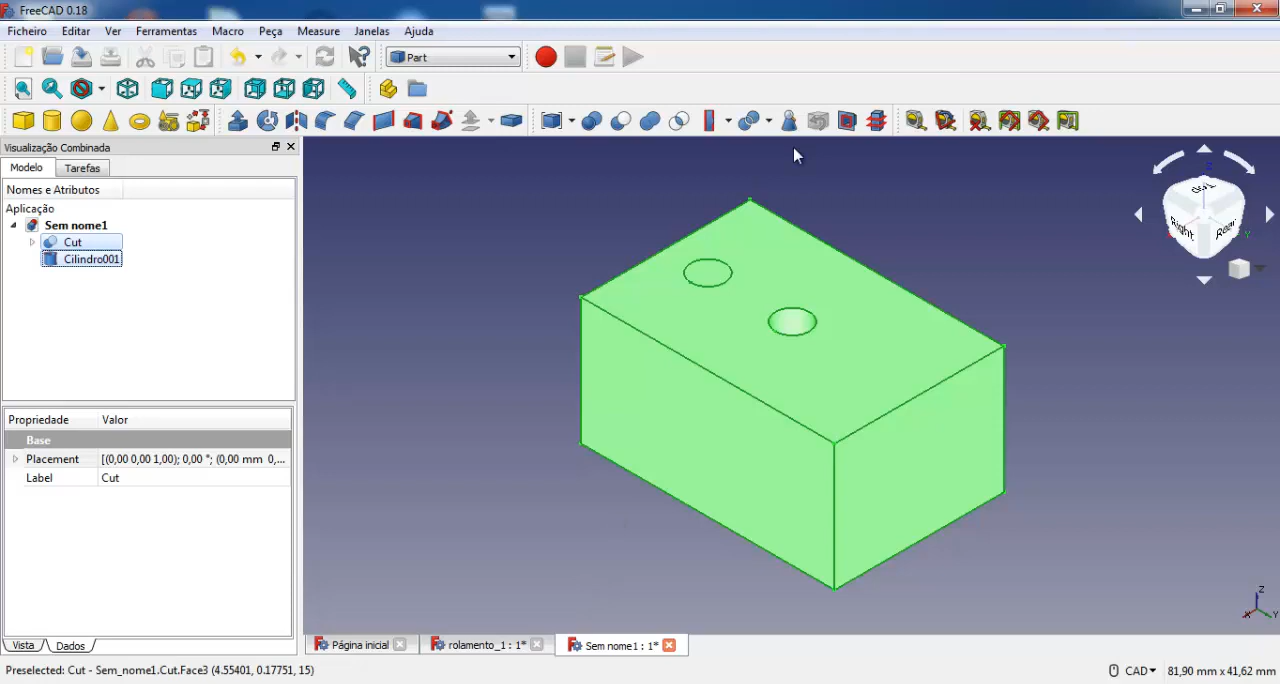 FreeCAD 0.18
Ficheiro Editar Ver Ferramentas Macro Peça Measure Janelas Ajuda
Part
Visualização Combinada
Modelo Tarefas
Nomes e Atributos
Aplicação
Sem nome1
Cut
Cilindro001
Top
Right
Rear
Z
Y
Propriedade Valor
Base
Placement [(0,00 0,00 1,00); 0,00 °; (0,00 mm 0,...
Label Cut
Vista Dados
Página inicial rolamento_1 : 1* Sem nome1 : 1*
Z
X Y
Preselected: Cut - Sem_nome1.Cut.Face3 (4.55401, 0.17751, 15)
CAD 81,90 mm x 41,62 mm